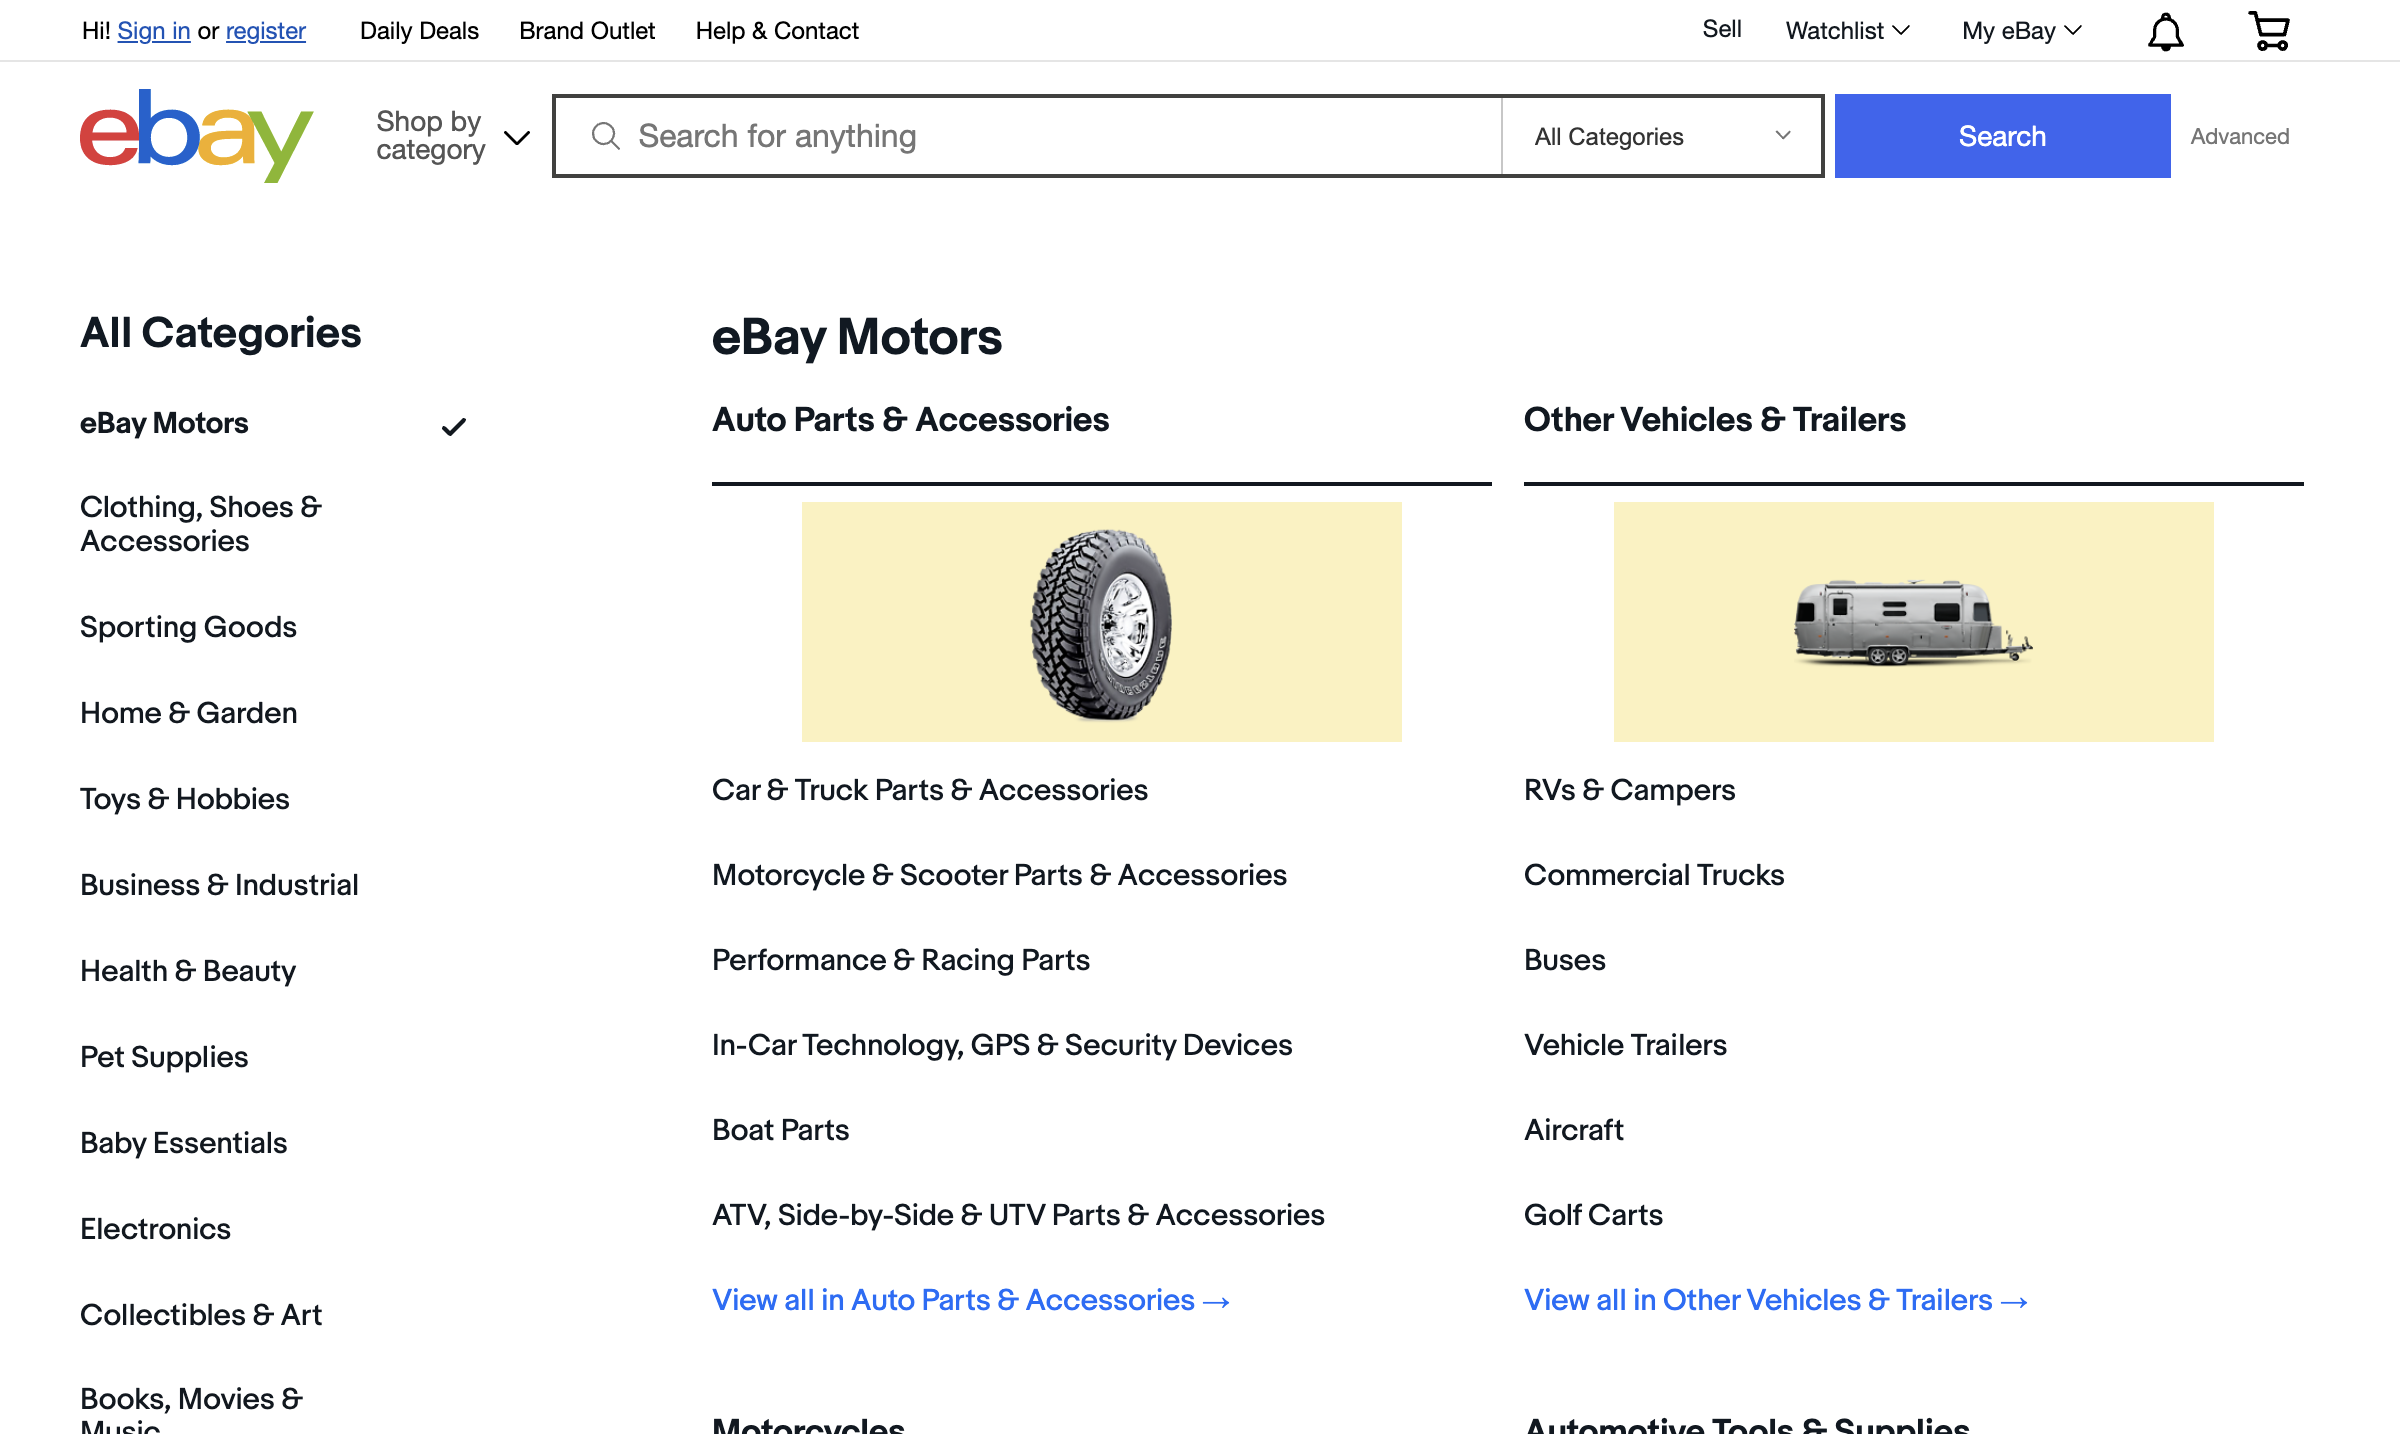 Hi! Sign in or register
Daily Deals
Brand Outlet
Help & Contact
Sell
Watchlist
My eBay
ebay
Shop by
category
Search for anything
All Categories
Search
Advanced
All Categories
eBay Motors
Clothing, Shoes &
Accessories
Sporting Goods
Home & Garden
Toys & Hobbies
Business & Industrial
Health & Beauty
Pet Supplies
Baby Essentials
Electronics
Collectibles & Art
Books, Movies &
Music
eBay Motors
Auto Parts & Accessories
Car & Truck Parts & Accessories
Motorcycle & Scooter Parts & Accessories
Performance & Racing Parts
In-Car Technology, GPS & Security Devices
Boat Parts
ATV, Side-by-Side & UTV Parts & Accessories
View all in Auto Parts & Accessories →
Motorcycles
Other Vehicles & Trailers
RVs & Campers
Commercial Trucks
Buses
Vehicle Trailers
Aircraft
Golf Carts
View all in Other Vehicles & Trailers →
Automotive Tools & Supplies